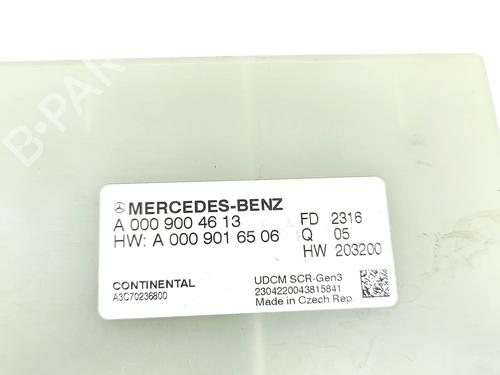 B-PARTS
MERCEDES-BENZ
A 000 900 46 13
HW: A 000 901 65 06
FD 2316
Q 05
HW 203200
CONTINENTAL
A3C70236800
UDCM SCR-Gen3
2304220043815841
Made in Czech Rep.